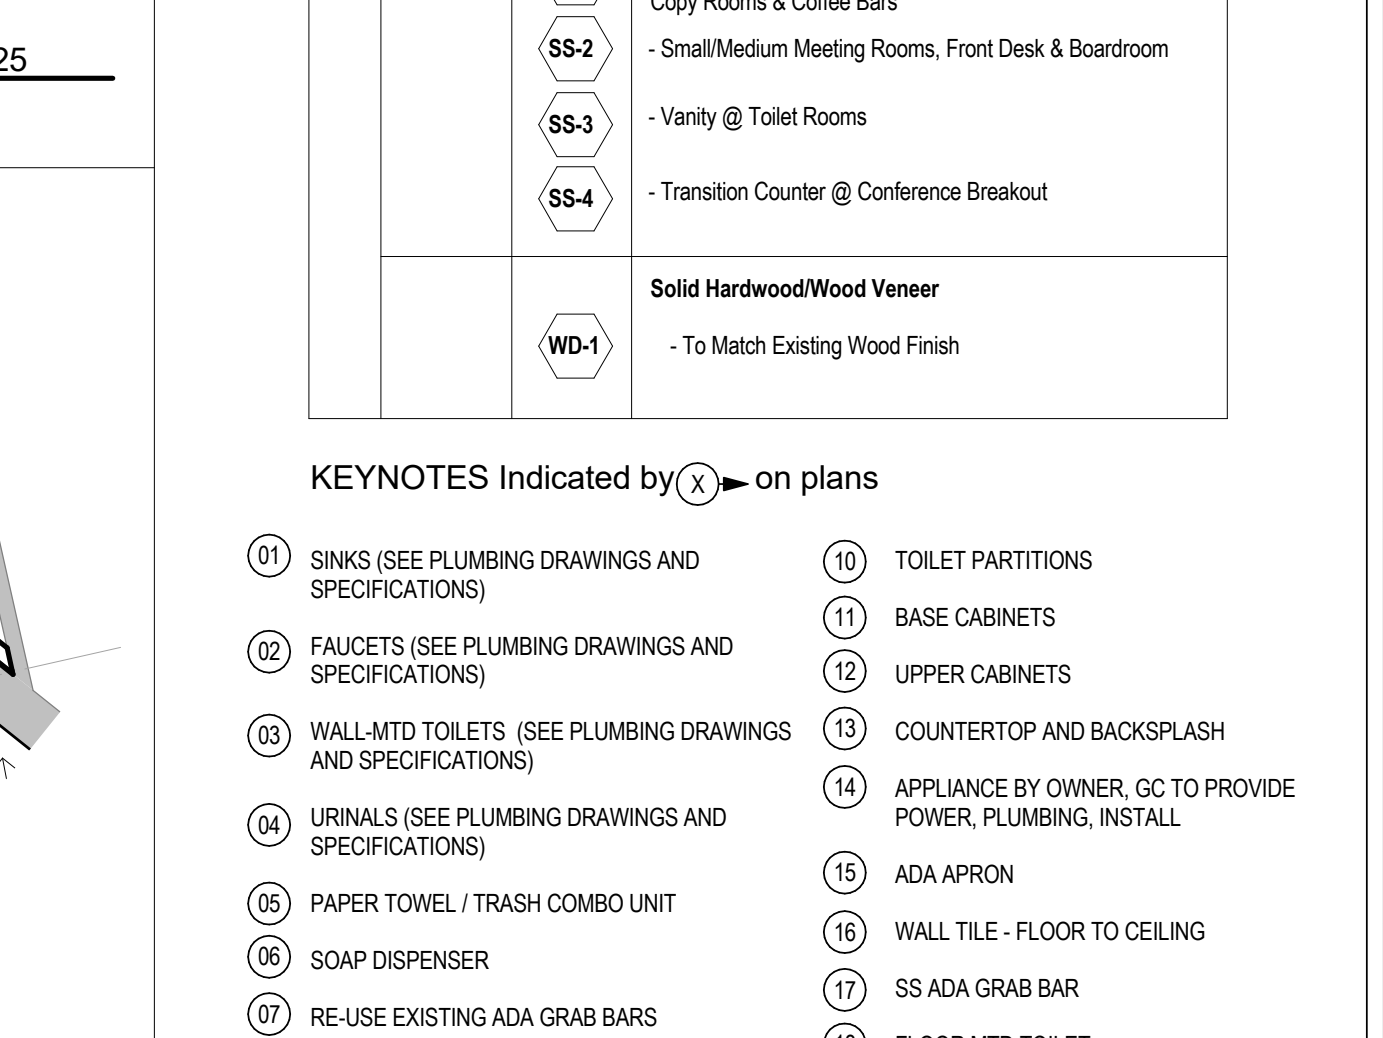 25
Copy Rooms & Coffee Bars
SS-2 - Small/Medium Meeting Rooms, Front Desk & Boardroom
SS-3 - Vanity @ Toilet Rooms
SS-4 - Transition Counter @ Conference Breakout
Solid Hardwood/Wood Veneer
WD-1 - To Match Existing Wood Finish
KEYNOTES Indicated by X on plans
01 SINKS (SEE PLUMBING DRAWINGS AND
SPECIFICATIONS)
02 FAUCETS (SEE PLUMBING DRAWINGS AND
SPECIFICATIONS)
03 WALL-MTD TOILETS (SEE PLUMBING DRAWINGS
AND SPECIFICATIONS)
04 URINALS (SEE PLUMBING DRAWINGS AND
SPECIFICATIONS)
05 PAPER TOWEL / TRASH COMBO UNIT
06 SOAP DISPENSER
07 RE-USE EXISTING ADA GRAB BARS
10 TOILET PARTITIONS
11 BASE CABINETS
12 UPPER CABINETS
13 COUNTERTOP AND BACKSPLASH
14 APPLIANCE BY OWNER, GC TO PROVIDE
POWER, PLUMBING, INSTALL
15 ADA APRON
16 WALL TILE - FLOOR TO CEILING
17 SS ADA GRAB BAR
18 FLOOR MTD TOILET